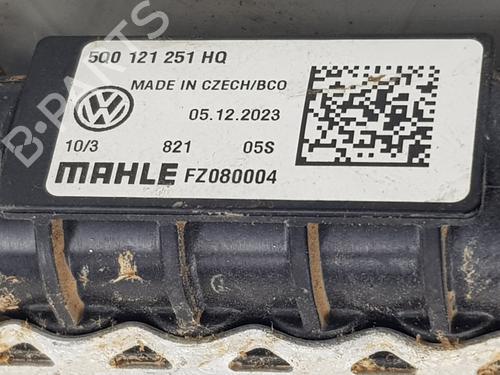 5Q0 121 251 HQ
MADE IN CZECH/BCO
05.12.2023
10/3 821 05S
MAHLE FZ080004
B-PARTS